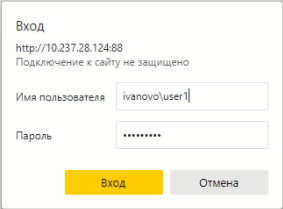 Вход
http://10.237.28.124:88
Подключение к сайту не защищено
Имя пользователя ivanovo\user1
Пароль •••••••••
Вход Отмена